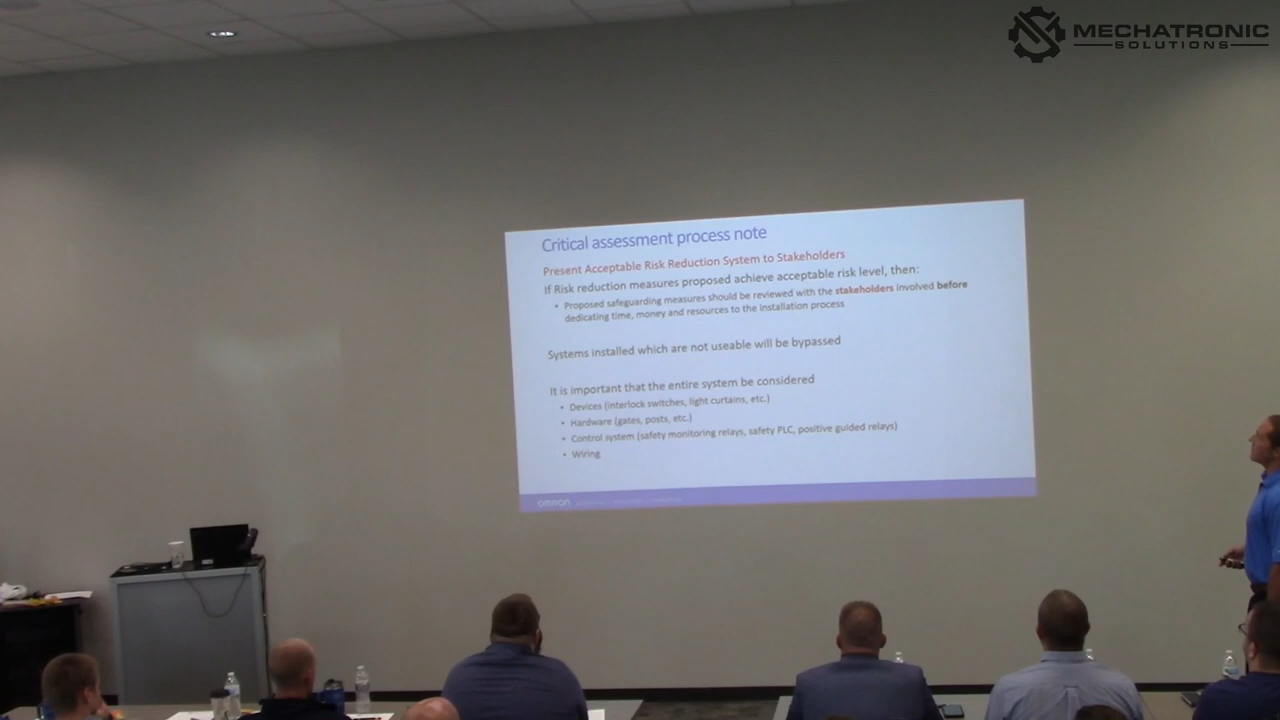 MECHATRONIC
SOLUTIONS
Critical assessment process note
Present Acceptable Risk Reduction System to Stakeholders
If Risk reduction measures proposed achieve acceptable risk level, then:
• Proposed safeguarding measures should be reviewed with the stakeholders involved before
dedicating time, money and resources to the installation process
Systems installed which are not useable will be bypassed
It is important that the entire system be considered
• Devices (interlock switches, light curtains, etc.)
• Hardware (gates, posts, etc.)
• Control system (safety monitoring relays, safety PLC, positive guided relays)
• Wiring
OMRON